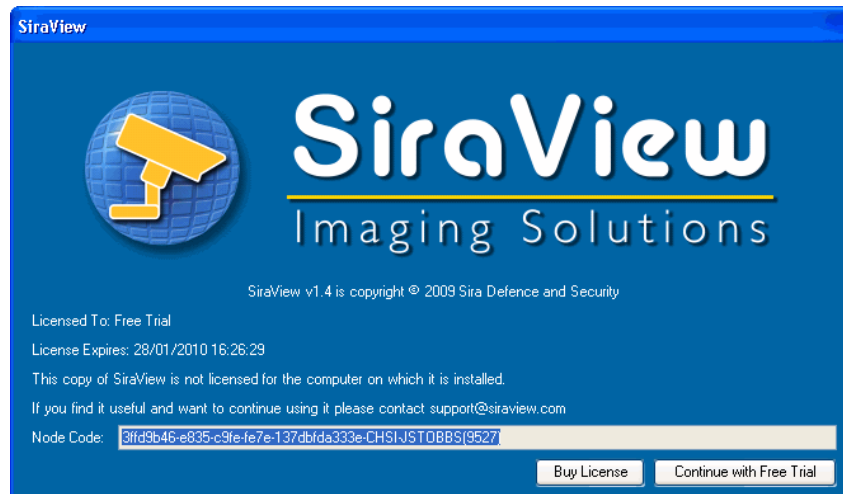 SiraView
SiraView
Imaging Solutions
SiraView v1.4 is copyright © 2009 Sira Defence and Security
Licensed To: Free Trial
License Expires: 28/01/2010 16:26:29
This copy of SiraView is not licensed for the computer on which it is installed.
If you find it useful and want to continue using it please contact support@siraview.com
Node Code: 3ffd9b46-e835-c9fe-fe7e-137dbfda333e-CHSI-JSTOBBS(9527)
Buy License Continue with Free Trial